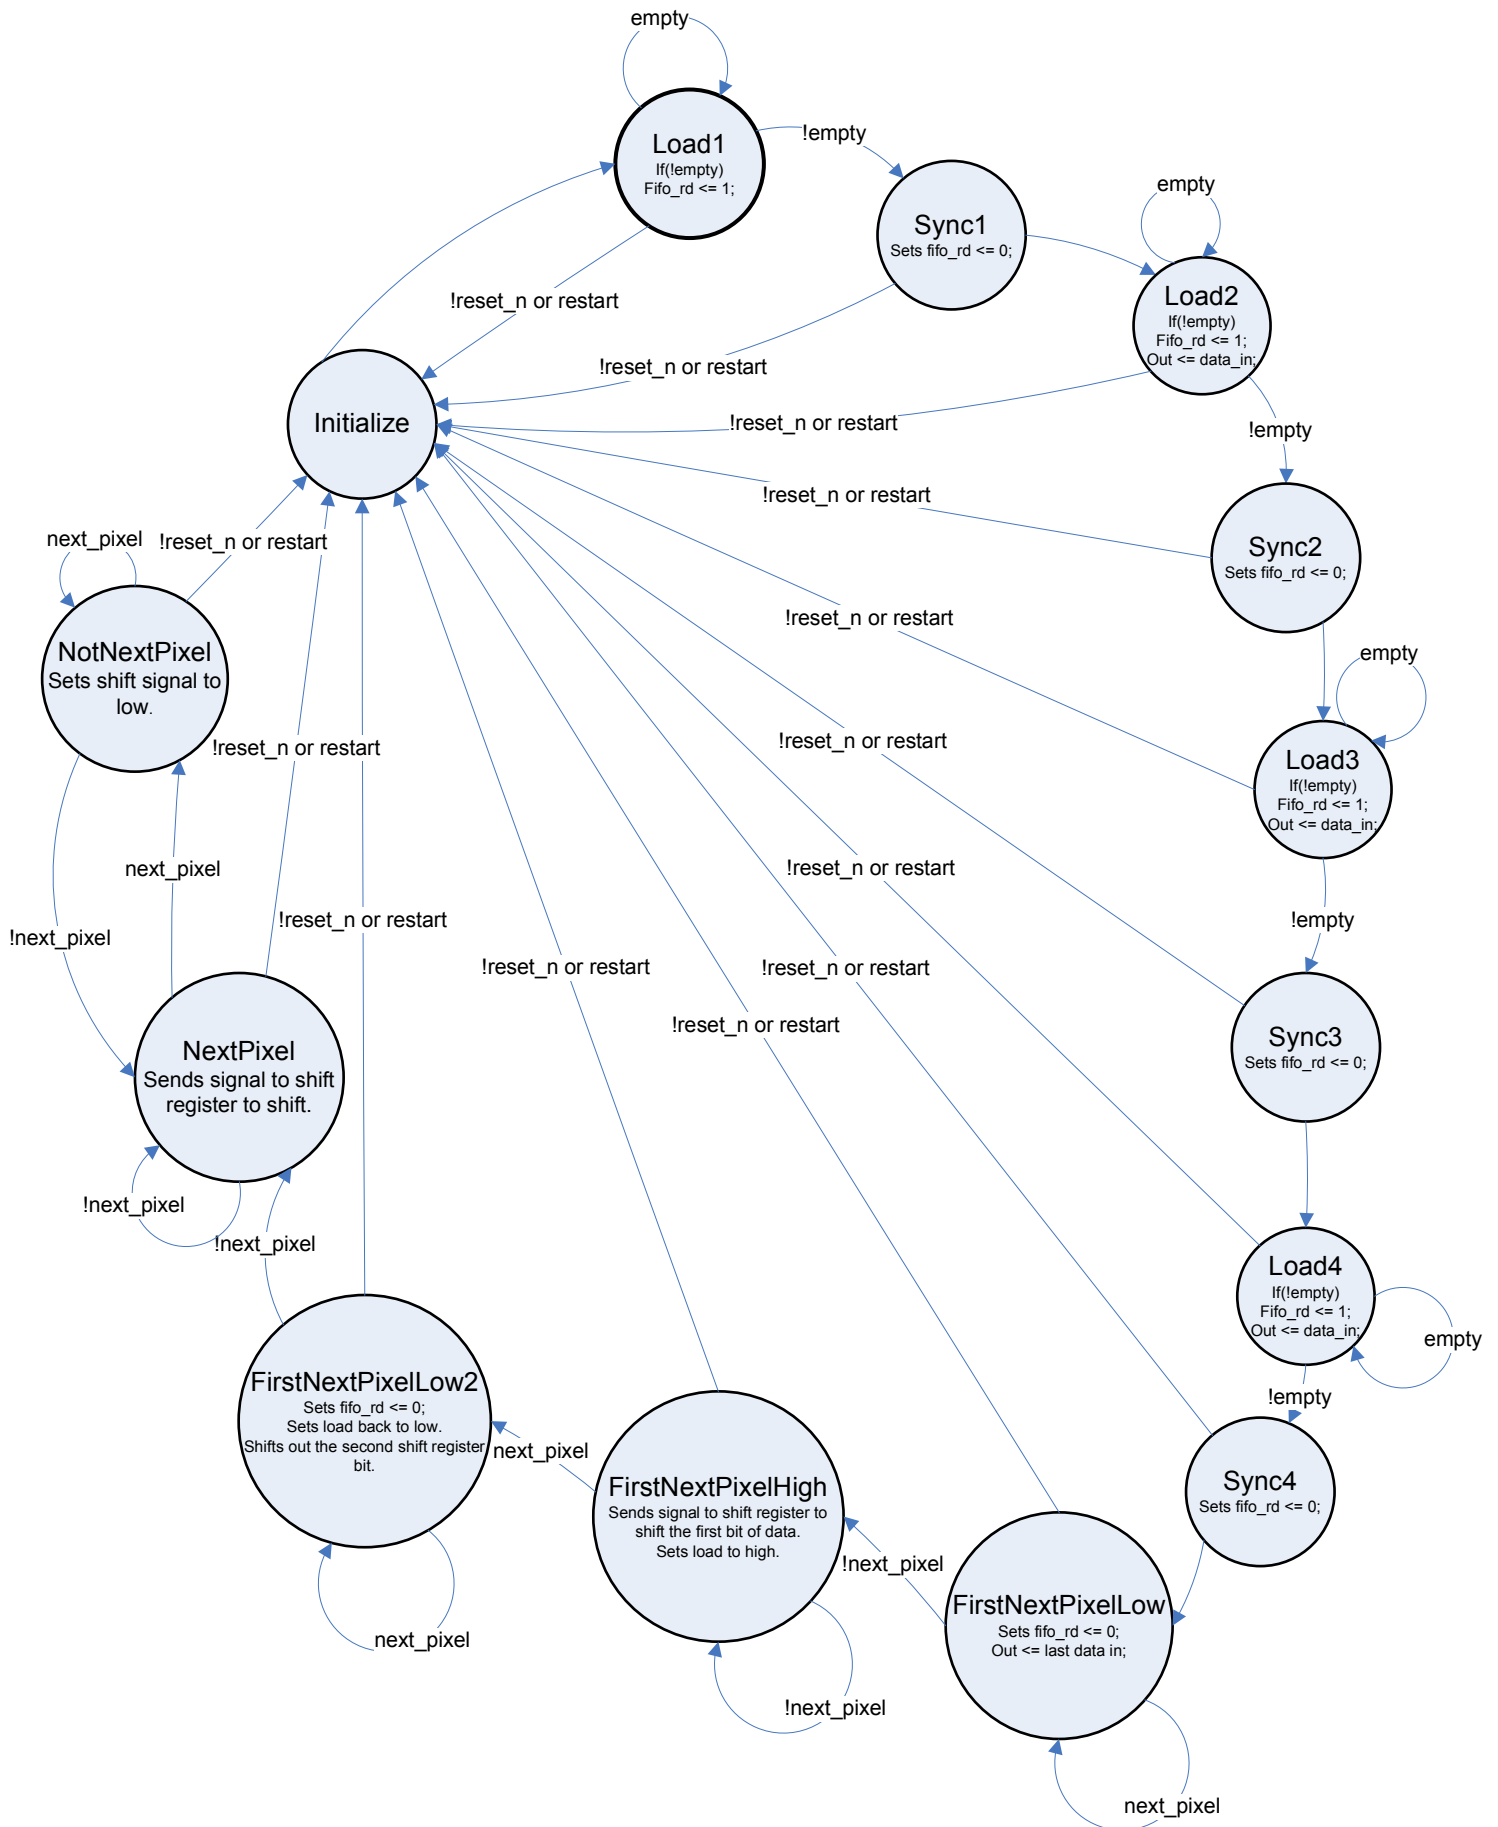 empty
Load1
If(!empty)
Fifo_rd <= 1;
!empty
Sync1
Sets fifo_rd <= 0;
empty
Load2
If(!empty)
Fifo_rd <= 1;
Out <= data_in;
!reset_n or restart
!reset_n or restart
!reset_n or restart
Initialize
!empty
!reset_n or restart
Sync2
Sets fifo_rd <= 0;
next_pixel
!reset_n or restart
!reset_n or restart
NotNextPixel
Sets shift signal to
low.
empty
!reset_n or restart
!reset_n or restart
Load3
If(!empty)
Fifo_rd <= 1;
Out <= data_in;
next_pixel
!reset_n or restart
!reset_n or restart
!empty
!next_pixel
!reset_n or restart
!reset_n or restart
!reset_n or restart
Sync3
Sets fifo_rd <= 0;
NextPixel
Sends signal to shift
register to shift.
!next_pixel
!next_pixel
Load4
If(!empty)
Fifo_rd <= 1;
Out <= data_in;
empty
!empty
FirstNextPixelLow2
Sets fifo_rd <= 0;
Sets load back to low.
Shifts out the second shift register
bit.
next_pixel
FirstNextPixelHigh
Sends signal to shift register to
shift the first bit of data.
Sets load to high.
Sync4
Sets fifo_rd <= 0;
!next_pixel
FirstNextPixelLow
Sets fifo_rd <= 0;
Out <= last data in;
next_pixel
!next_pixel
next_pixel